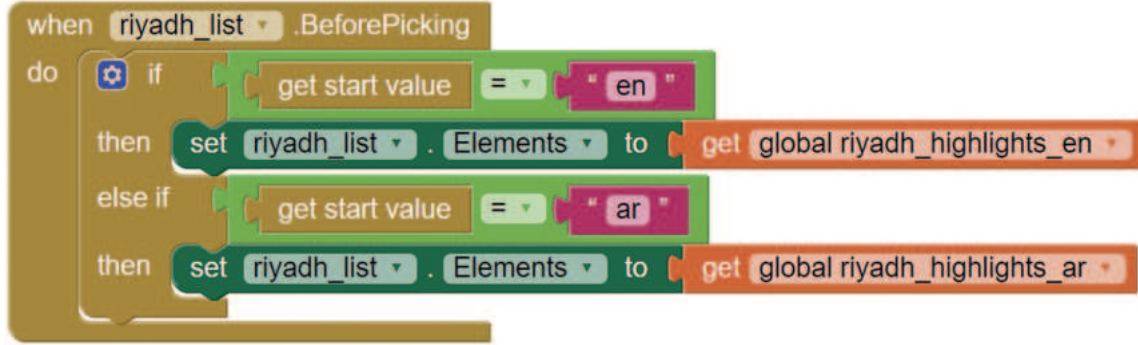 when riyadh_list .BeforePicking
do if get start value = " en "
then set riyadh_list . Elements to get global riyadh_highlights_en
else if get start value = " ar "
then set riyadh_list . Elements to get global riyadh_highlights_ar